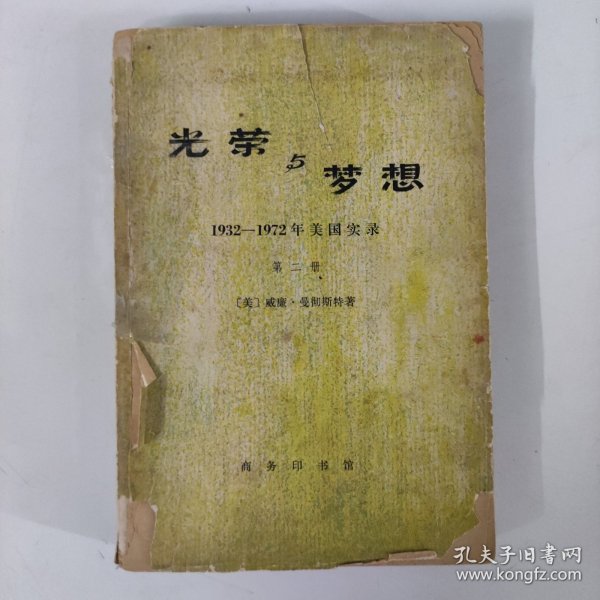 光荣与梦想
1932—1972年美国实录
第二册
〔美〕威廉·曼彻斯特著
商务印书馆
孔夫子旧书网
www.kongfz.com